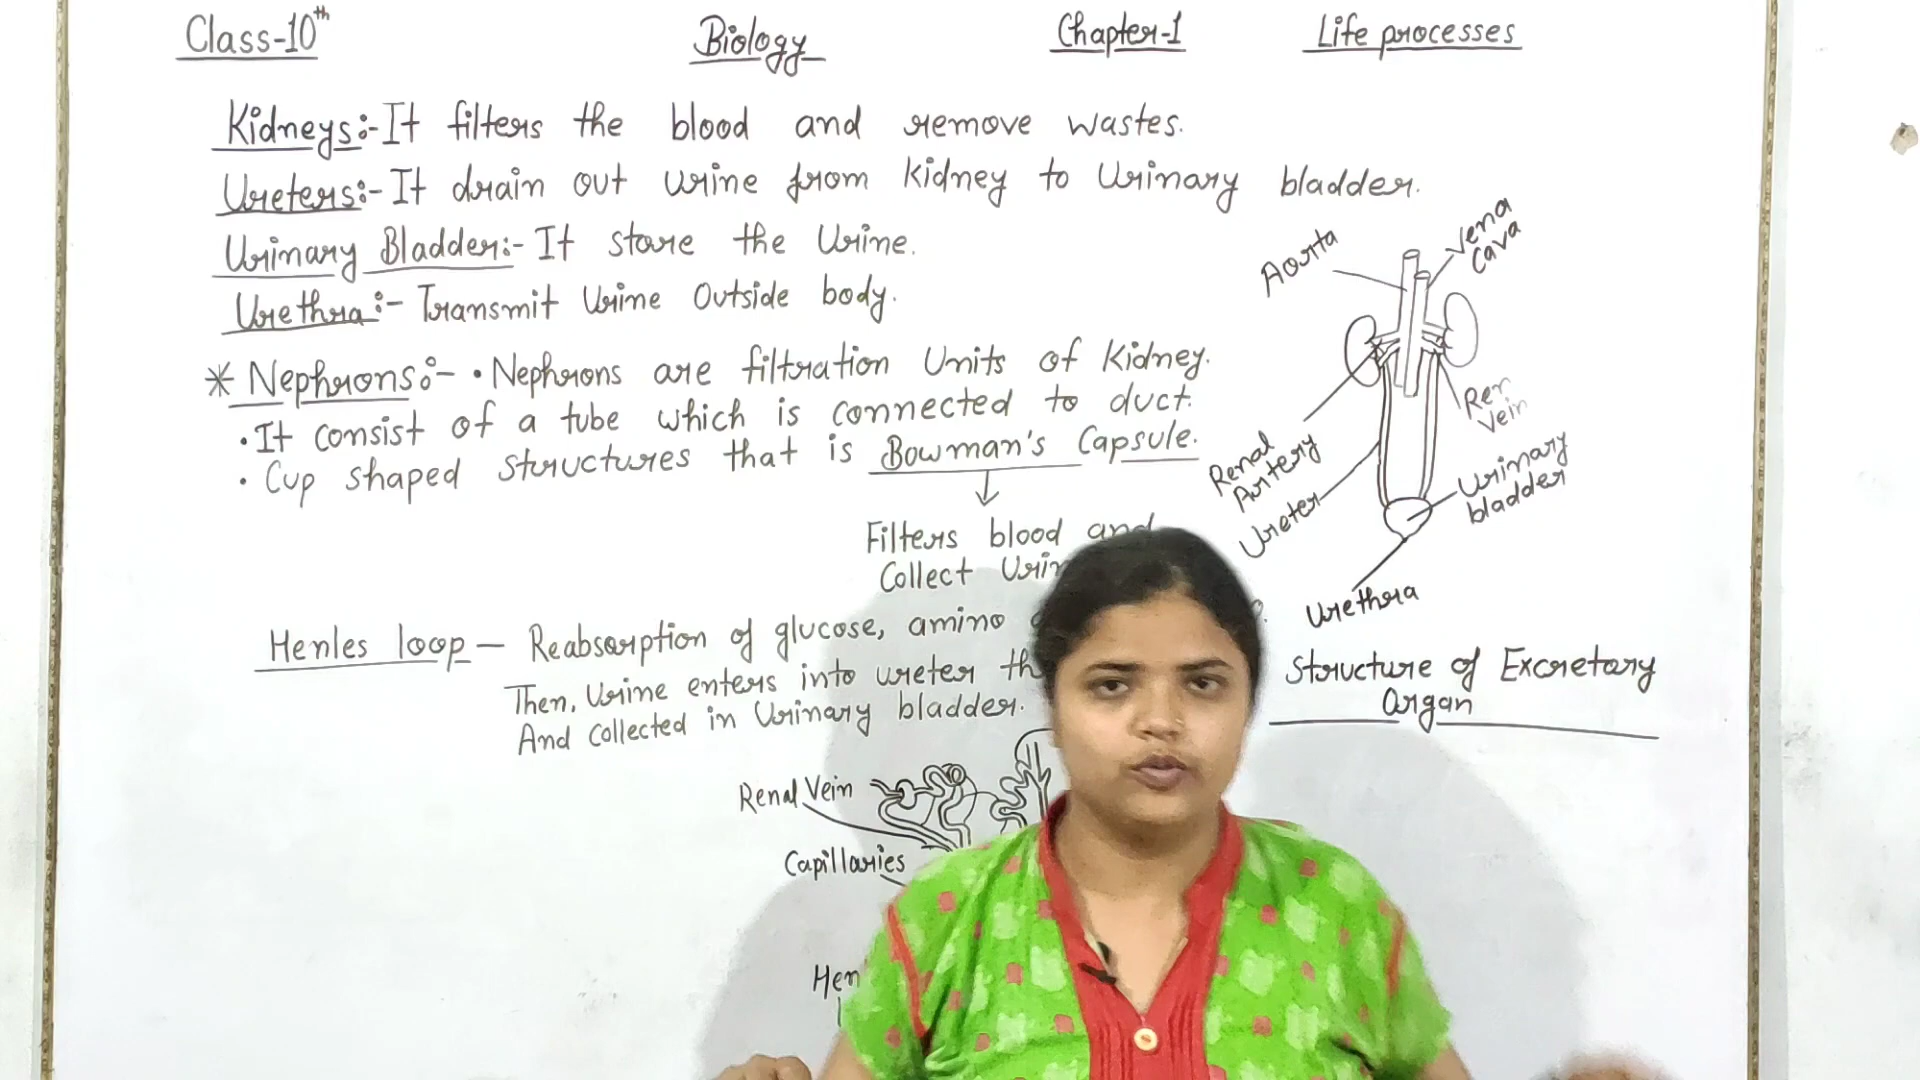 Class-10th Biology Chapter-1 Life processes
Kidneys:- It filters the blood and remove wastes.
Ureters:- It drain out urine from kidney to Urinary bladder.
Urinary Bladder:- It store the Urine.
Urethra:- Transmit Urine Outside body.
* Nephrons:- • Nephrons are filtration Units of Kidney.
• It consist of a tube which is connected to duct.
• Cup shaped structures that is Bowman's Capsule.
Filters blood and
Collect
Henles loop — Reabsorption of glucose, amino
Then, Urine enters into ureter
And collected in Urinary bladder.
Renal Vein
Capillaries
Aorta
Vena
Cava
Renal
Artery
Vein
Ureter
Urinary
bladder
Urethra
Structure of Excretary
Organ